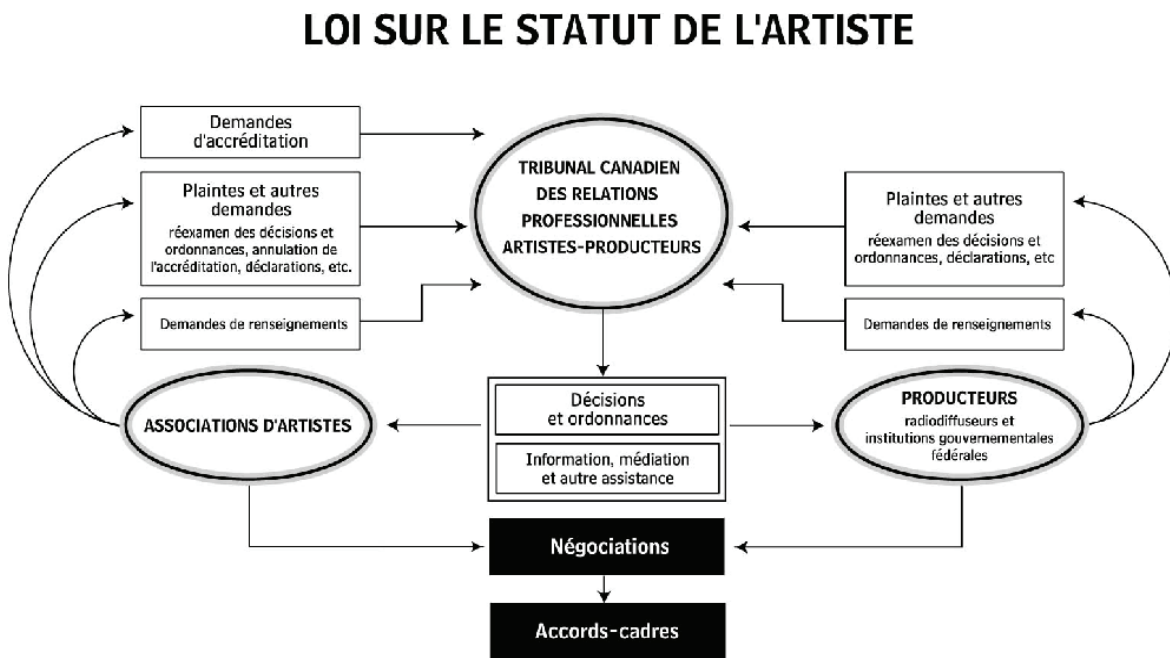 LOI SUR LE STATUT DE L'ARTISTE
Demandes
d'accréditation
Plaintes et autres
demandes
réexamen des décisions et
ordonnances, annulation de
l'accréditation, déclarations, etc.
Demandes de renseignements
TRIBUNAL CANADIEN
DES RELATIONS
PROFESSIONNELLES
ARTISTES-PRODUCTEURS
Plaintes et autres
demandes
réexamen des décisions et
ordonnances, déclarations, etc
Demandes de renseignements
ASSOCIATIONS D'ARTISTES
Décisions
et ordonnances
Information, médiation
et autre assistance
PRODUCTEURS
radiodiffuseurs et
institutions gouvernementales
fédérales
Négociations
Accords-cadres